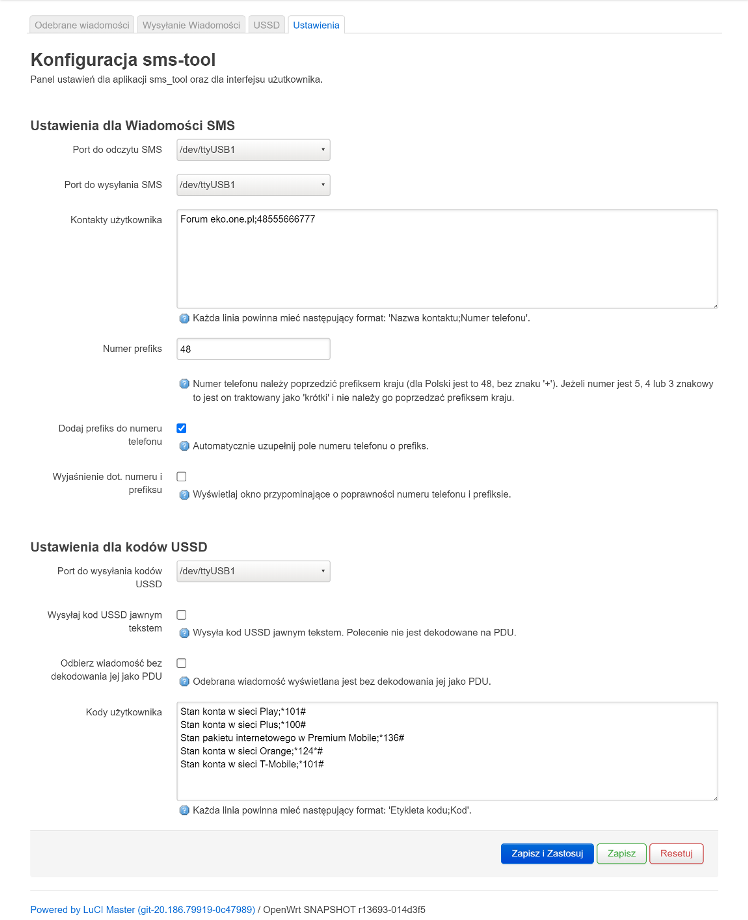 Odebrane wiadomości Wysyłanie Wiadomości USSD Ustawienia
Konfiguracja sms-tool
Panel ustawień dla aplikacji sms_tool oraz dla interfejsu użutkownika.
Ustawienia dla Wiadomości SMS
Port do odczytu SMS /dev/ttyUSB1
Port do wysyłania SMS /dev/ttyUSB1
Kontakty użytkownika Forum eko.one.pl;48555666777
Każda linia powinna mieć następujący format: 'Nazwa kontaktu;Numer telefonu'.
Numer prefiks 48
Numer telefonu należy poprzedzić prefiksem kraju (dla Polski jest to 48, bez znaku '+'). Jeżeli numer jest 5, 4 lub 3 znakowy
to jest on traktowany jako 'krótki' i nie należy go poprzedzać prefiksem kraju.
Dodaj prefiks do numeru
telefonu
Automatycznie uzupełnij pole numeru telefonu o prefiks.
Wyjaśnienie dot. numeru i
prefiksu
Wyświetlaj okno przypominające o poprawności numeru telefonu i prefiksie.
Ustawienia dla kodów USSD
Port do wysyłania kodów
USSD
/dev/ttyUSB1
Wysyłaj kod USSD jawnym
tekstem
Wysyła kod USSD jawnym tekstem. Polecenie nie jest dekodowane na PDU.
Odbierz wiadomość bez
dekodowania jej jako PDU
Odebrana wiadomość wyświetlana jest bez dekodowania jej jako PDU.
Kody użytkownika
Stan konta w sieci Play;*101#
Stan konta w sieci Plus;*100#
Stan pakietu internetowego w Premium Mobile;*136#
Stan konta w sieci Orange;*124*#
Stan konta w sieci T-Mobile;*101#
Każda linia powinna mieć następujący format: 'Etykieta kodu;Kod'.
Zapisz i Zastosuj Zapisz Resetuj
Powered by LuCI Master (git-20.186.79919-0c47989) / OpenWrt SNAPSHOT r13693-014d3f5